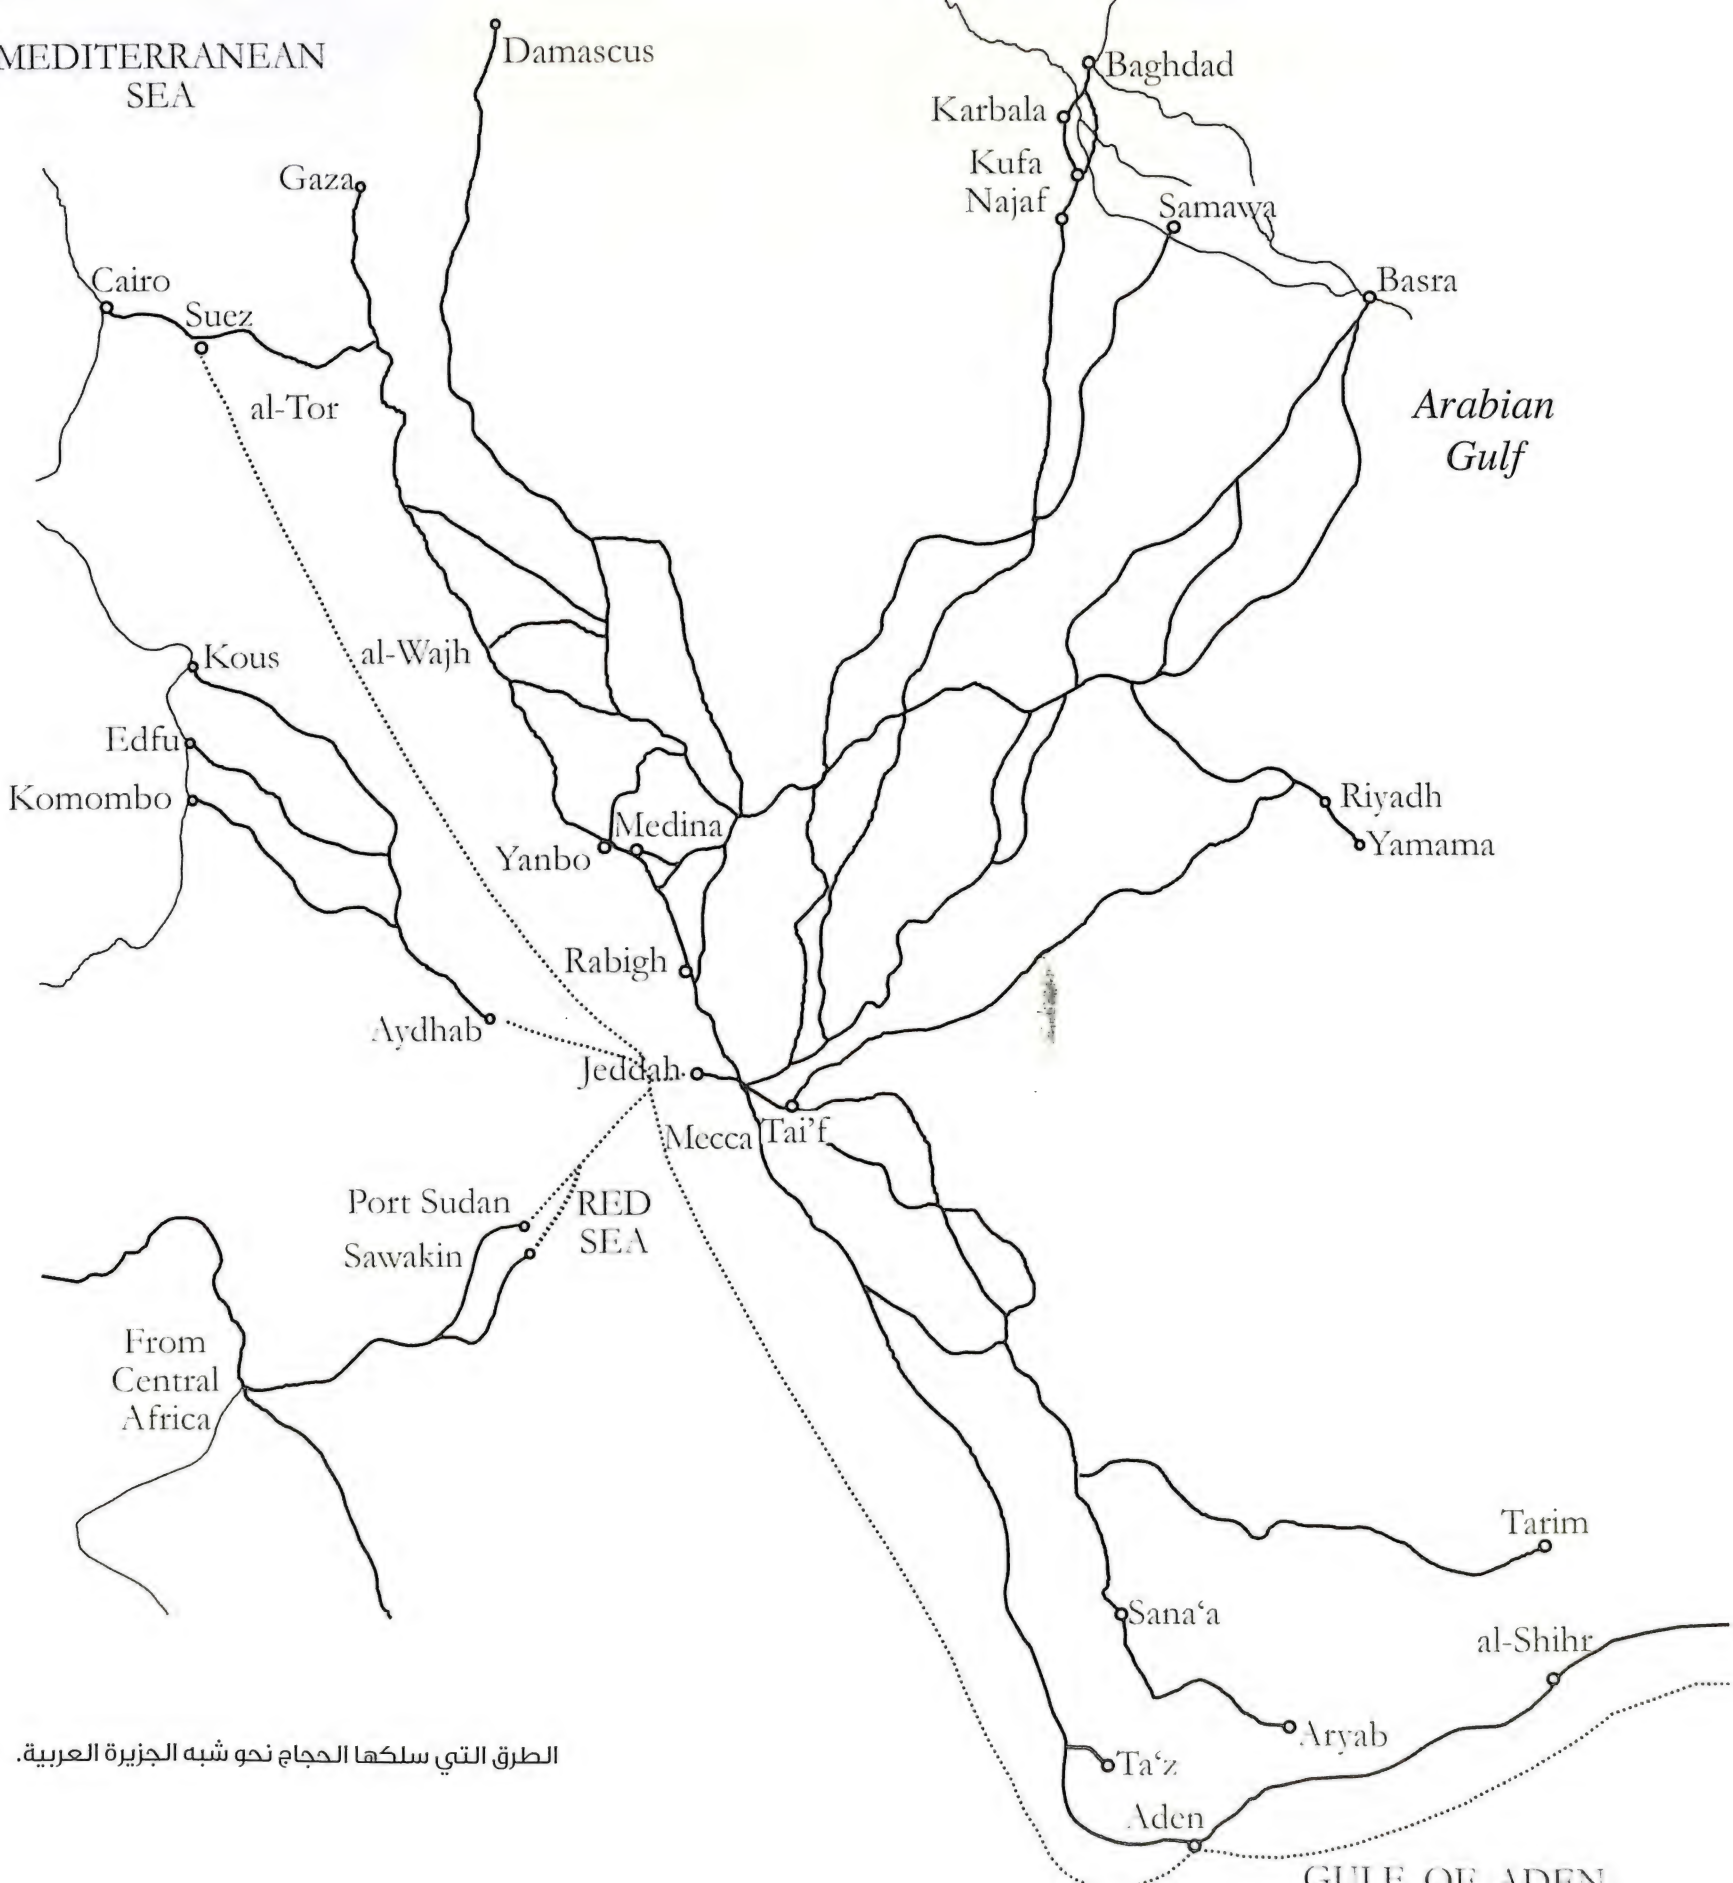 MEDITERRANEAN
SEA
Damascus
Baghdad
Karbala
Kufa
Najaf
Samawa
Gaza
Cairo
Suez
Basra
al-Tor
Arabian
Gulf
Kous
al-Wajh
Edfu
Komombo
Riyadh
Medina
Yanbo
Yamama
Rabigh
Aydhab
Jeddah
Mecca
Tai'f
Port Sudan
RED
SEA
Sawakin
From
Central
Africa
Tarim
Sana‘a
al-Shihr
Aryab
الطرق التي سلكها الحجاج نحو شبه الجزيرة العربية.
Ta‘z
Aden
GULF OF ADEN